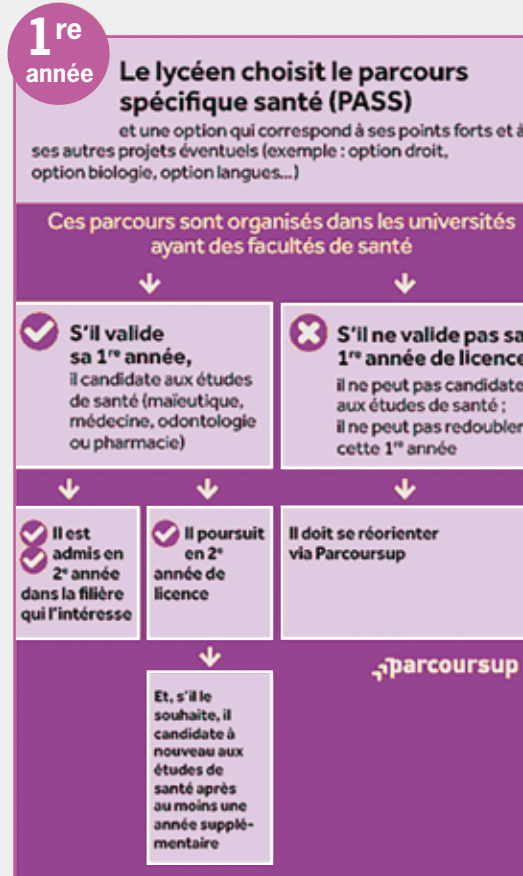 1re
année
Le lycéen choisit le parcours
spécifique santé (PASS)
et une option qui correspond à ses points forts et à
ses autres projets éventuels (exemple : option droit,
option biologie, option langues...)
Ces parcours sont organisés dans les universités
ayant des facultés de santé
S'il valide
sa 1re année,
il candidate aux études
de santé (maïeutique,
médecine, odontologie
ou pharmacie)
S'il ne valide pas sa
1re année de licence
il ne peut pas candidate
aux études de santé ;
il ne peut pas redoubler
cette 1re année
Il est
admis en
2e année
dans la filière
qui l'intéresse
Il poursuit
en 2e
année de
licence
Il doit se réorienter
via Parcoursup
parcoursup
Et, s'il le
souhaite, il
candidate à
nouveau aux
études de
santé après
au moins une
année supplé-
mentaire